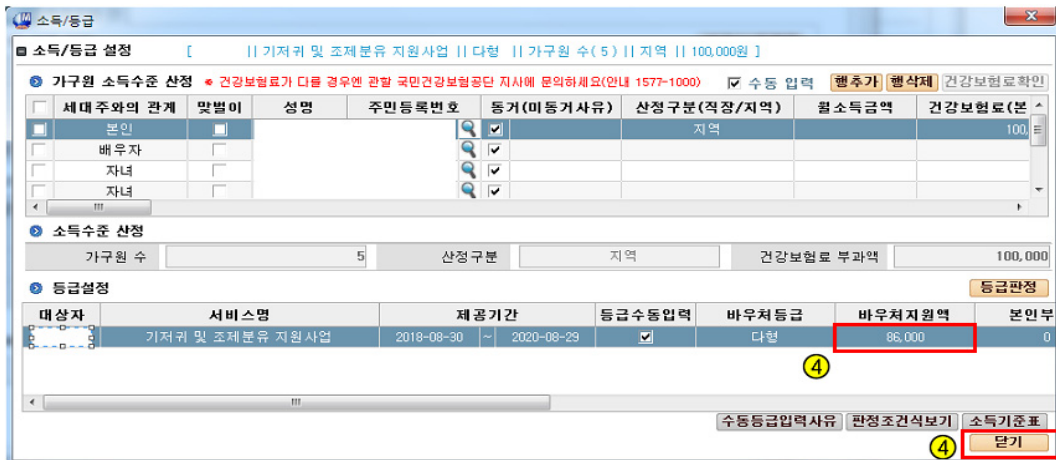 소득/등급
소득/등급 설정 [ || 기저귀 및 조제분유 지원사업 || 다형 || 가구원 수( 5 ) || 지역 || 100,000원 ]
가구원 소득수준 산정 * 건강보험료가 다를 경우엔 관할 국민건강보험공단 지사에 문의하세요(안내 1577-1000) 수동 입력 행추가 행삭제 건강보험료확인
세대주와의 관계 맞벌이 성명 주민등록번호 동거(미동거사유) 산정구분(직장/지역) 월소득금액 건강보험료(본
본인 지역 100,
배우자
자녀
자녀
소득수준 산정
가구원 수 5 산정구분 지역 건강보험료 부과액 100,000
등급설정 등급판정
대상자 서비스명 제공기간 등급수동입력 바우처등급 바우처지원액 본인부
기저귀 및 조제분유 지원사업 2018-08-30 ~ 2020-08-29 다형 86,000 0
④
수동등급입력사유 판정조건식보기 소득기준표
④ 닫기